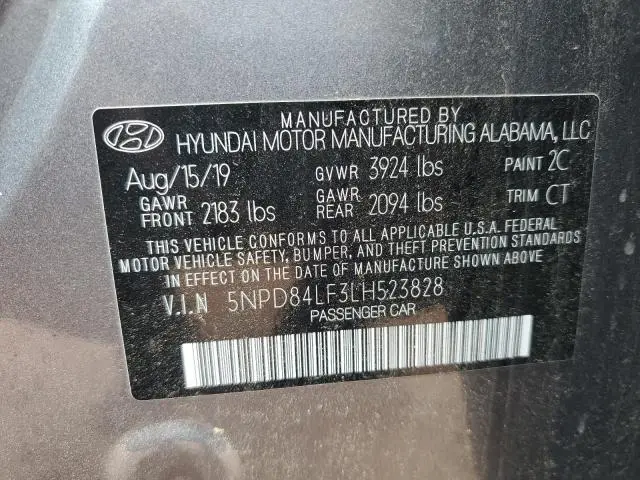 MANUFACTURED BY
HYUNDAI MOTOR MANUFACTURING ALABAMA, LLC
Aug/15/19 GVWR 3924 lbs PAINT 2C
GAWR FRONT 2183 lbs GAWR REAR 2094 lbs TRIM CT
THIS VEHICLE CONFORMS TO ALL APPLICABLE U.S.A. FEDERAL
MOTOR VEHICLE SAFETY, BUMPER, AND THEFT PREVENTION STANDARDS
IN EFFECT ON THE DATE OF MANUFACTURE SHOWN ABOVE.
V.I.N 5NPD84LF3LH523828
PASSENGER CAR